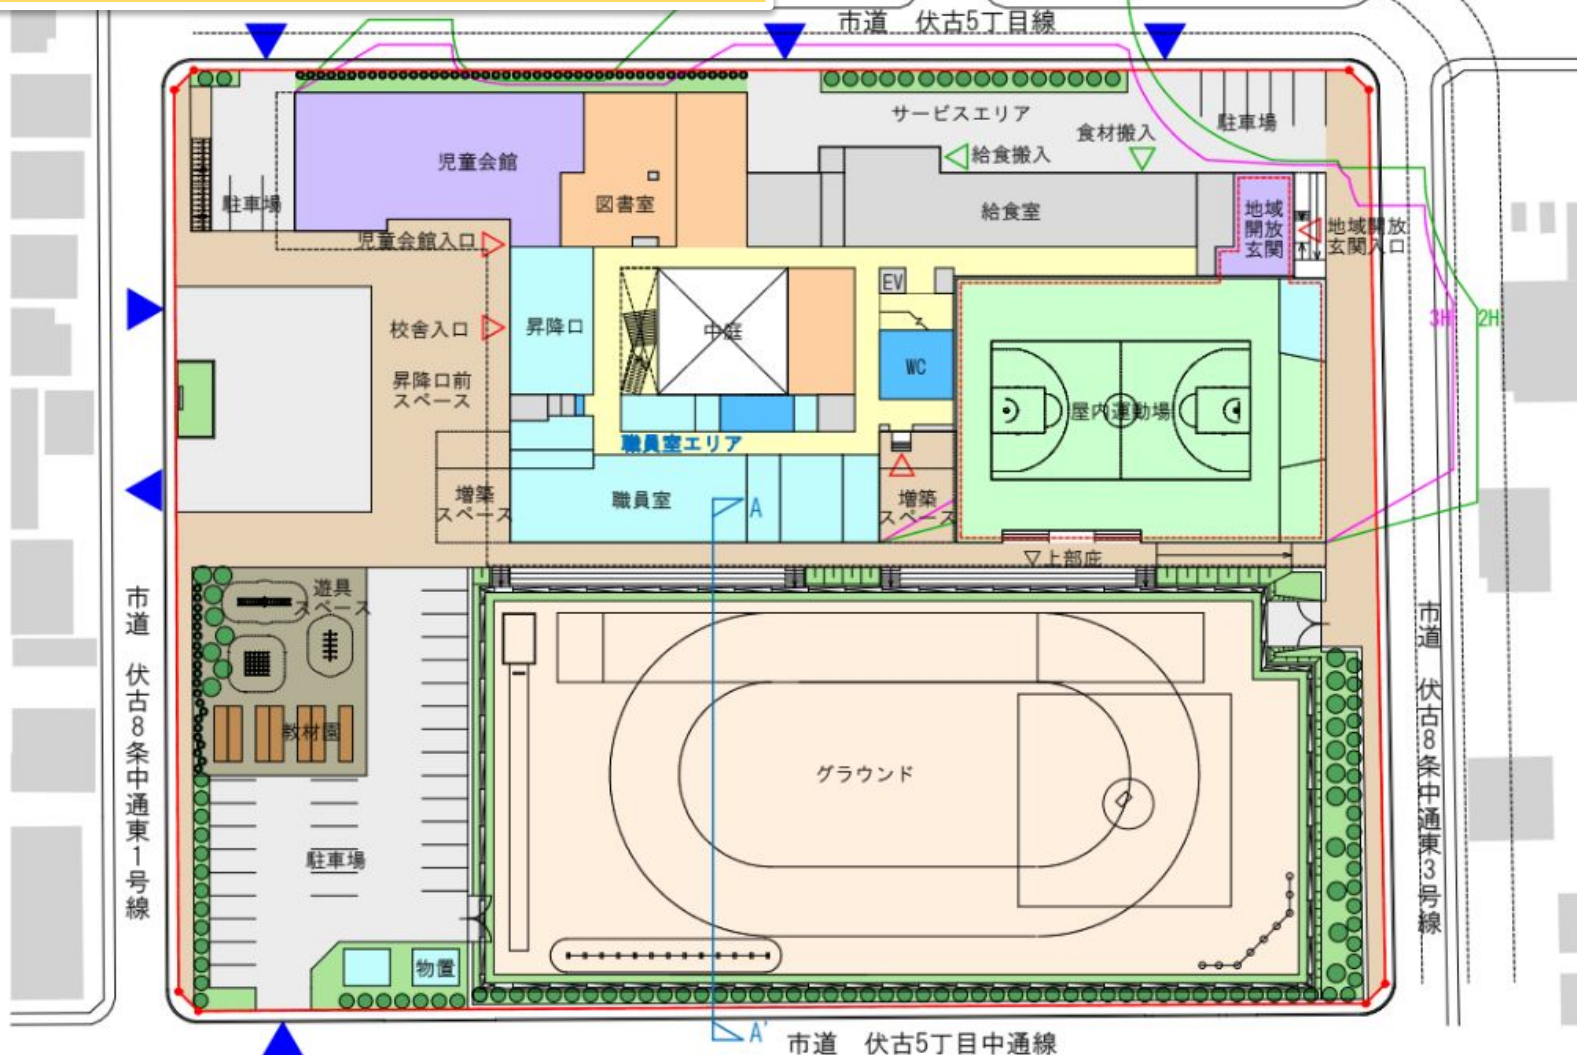 市道 伏古5丁目線
サービスエリア
食材搬入
駐車場
給食搬入
児童会館
図書室
給食室
駐車場
地域
開放
玄関
地域開放
玄関入口
児童会館入口
EV
校舎入口
昇降口
中庭
3H
2H
WC
昇降口前
スペース
屋内運動場
職員室エリア
増築
スペース
職員室
A
増築
スペース
▽上部庇
遊具
スペース
教材園
グラウンド
駐車場
物置
市道 伏古8条中通東1号線
市道 伏古8条中通東3号線
A'
市道 伏古5丁目中通線